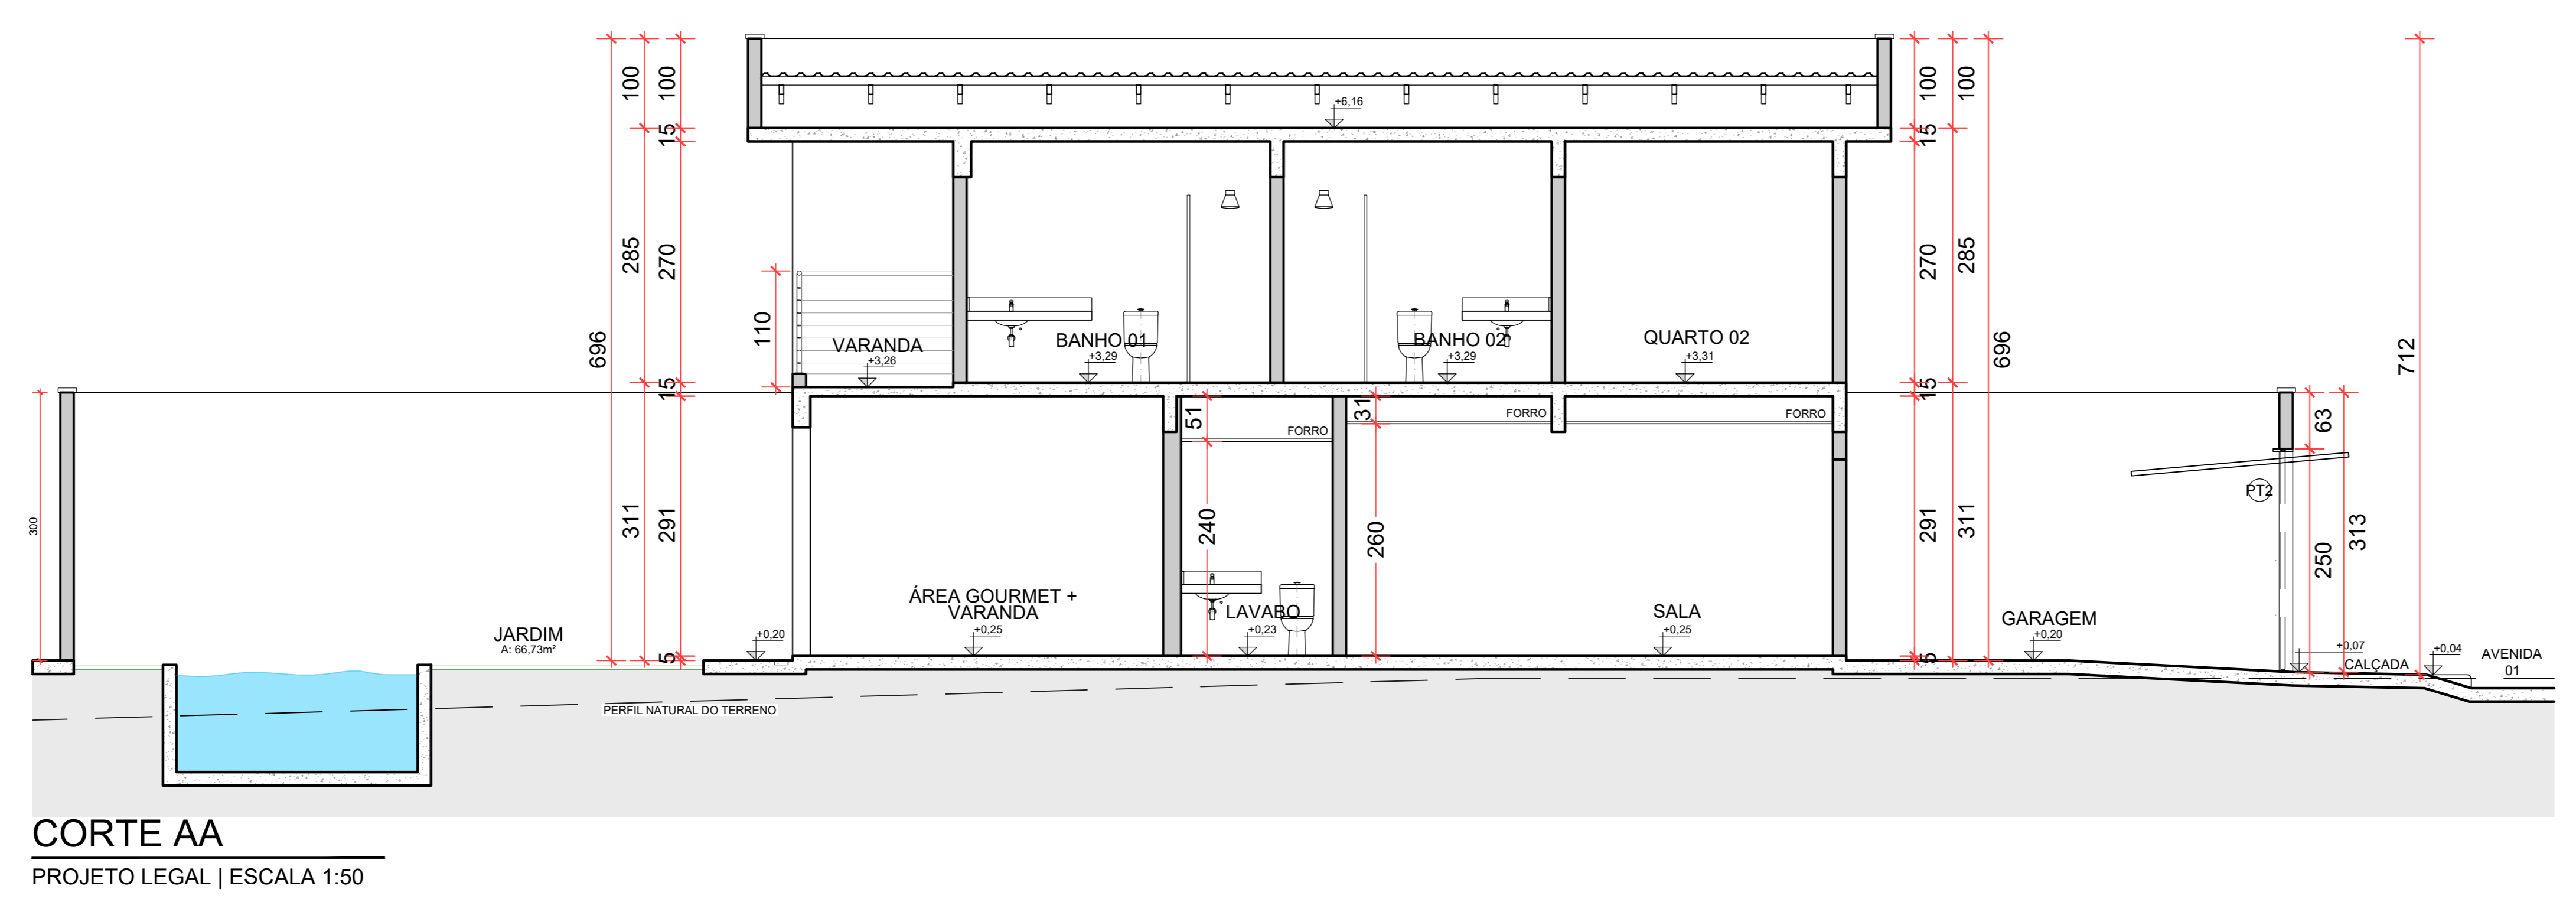 100
100
100
100
+6,16
15
15
285
270
270
285
110
696
696
712
VARANDA
+3,26
BANHO 01
+3,29
BANHO 02
+3,29
QUARTO 02
+3,31
15
15
51
31
FORRO
FORRO
FORRO
63
PT2
300
311
291
240
260
291
311
250
313
ÁREA GOURMET +
VARANDA
+0,25
LAVABO
+0,23
SALA
+0,25
GARAGEM
+0,20
JARDIM
A: 66,73m²
+0,20
5
5
+0,07
CALÇADA
+0,04
AVENIDA
01
PERFIL NATURAL DO TERRENO
CORTE AA
PROJETO LEGAL | ESCALA 1:50